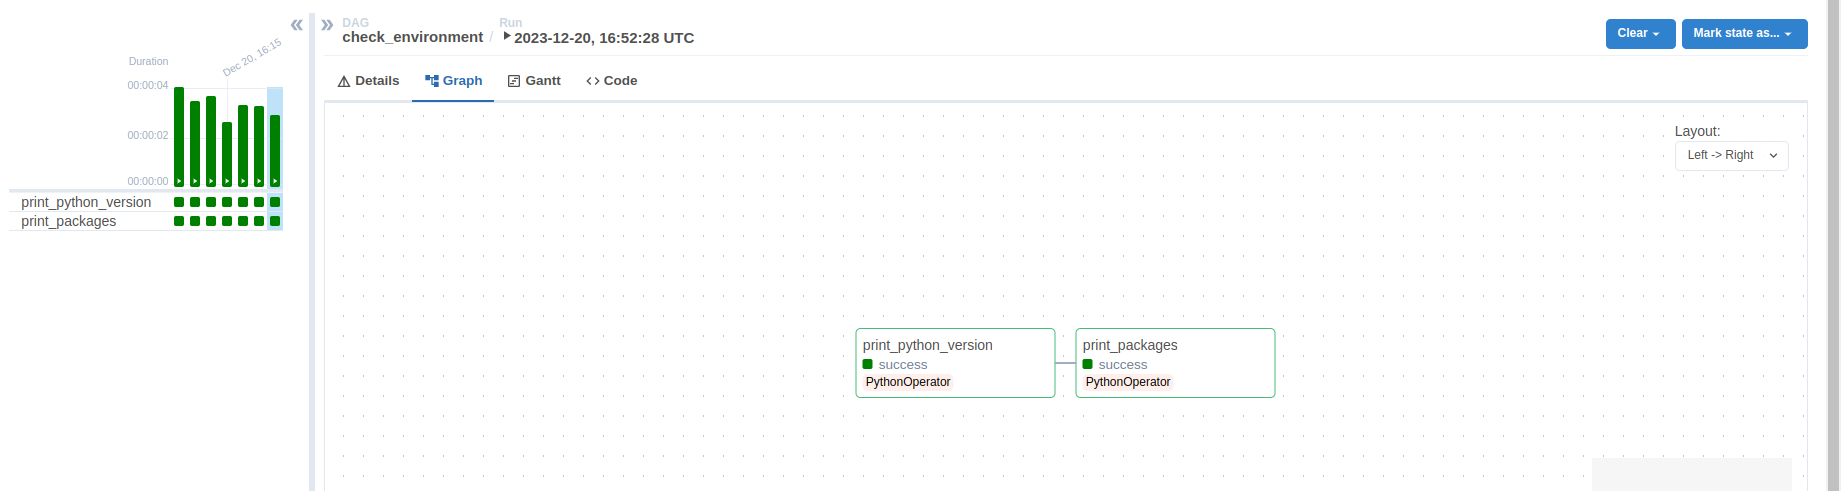 Dec 20, 16:15
Duration
00:00:04
00:00:02
00:00:00
print_python_version
print_packages
DAG
check_environment
/
Run
2023-12-20, 16:52:28 UTC
Clear
Mark state as...
Details
Graph
Gantt
Code
Layout:
Left -> Right
print_python_version
success
PythonOperator
print_packages
success
PythonOperator